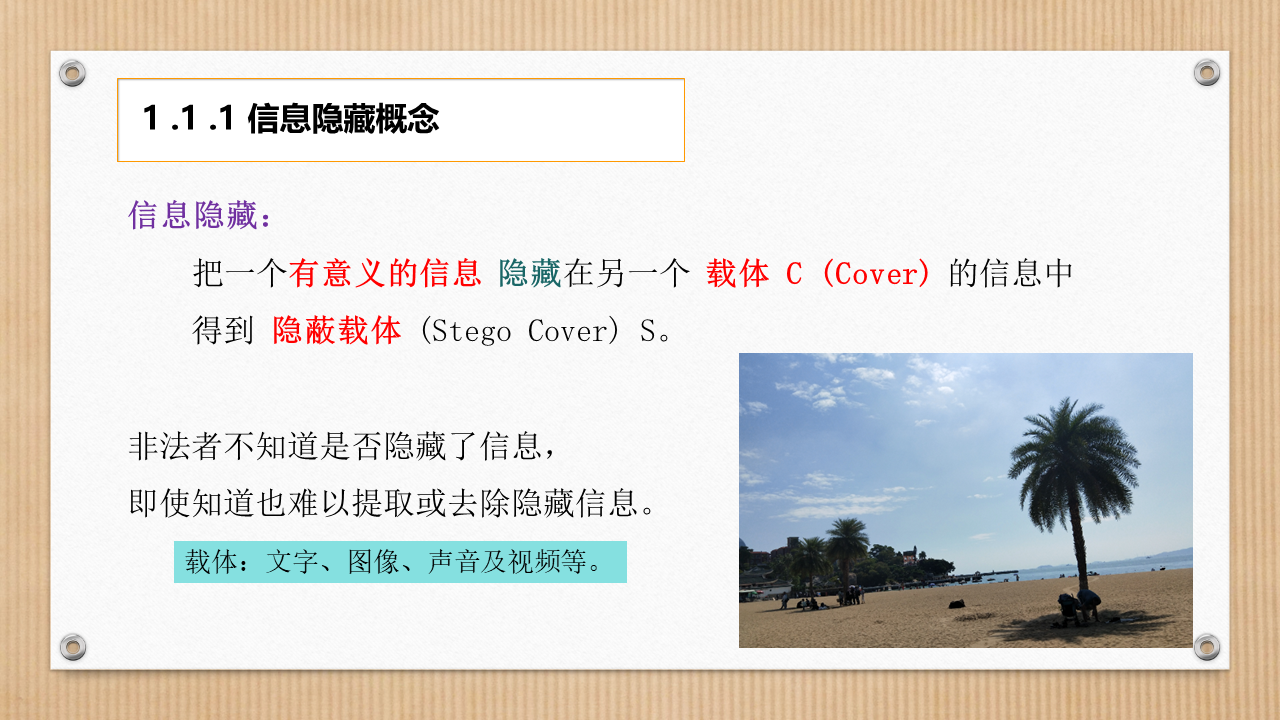 1.1.1 信息隐藏概念
信息隐藏：
把一个有意义的信息 隐藏在另一个 载体 C (Cover) 的信息中
得到 隐蔽载体 (Stego Cover) S。
非法者不知道是否隐藏了信息，
即使知道也难以提取或去除隐藏信息。
载体：文字、图像、声音及视频等。